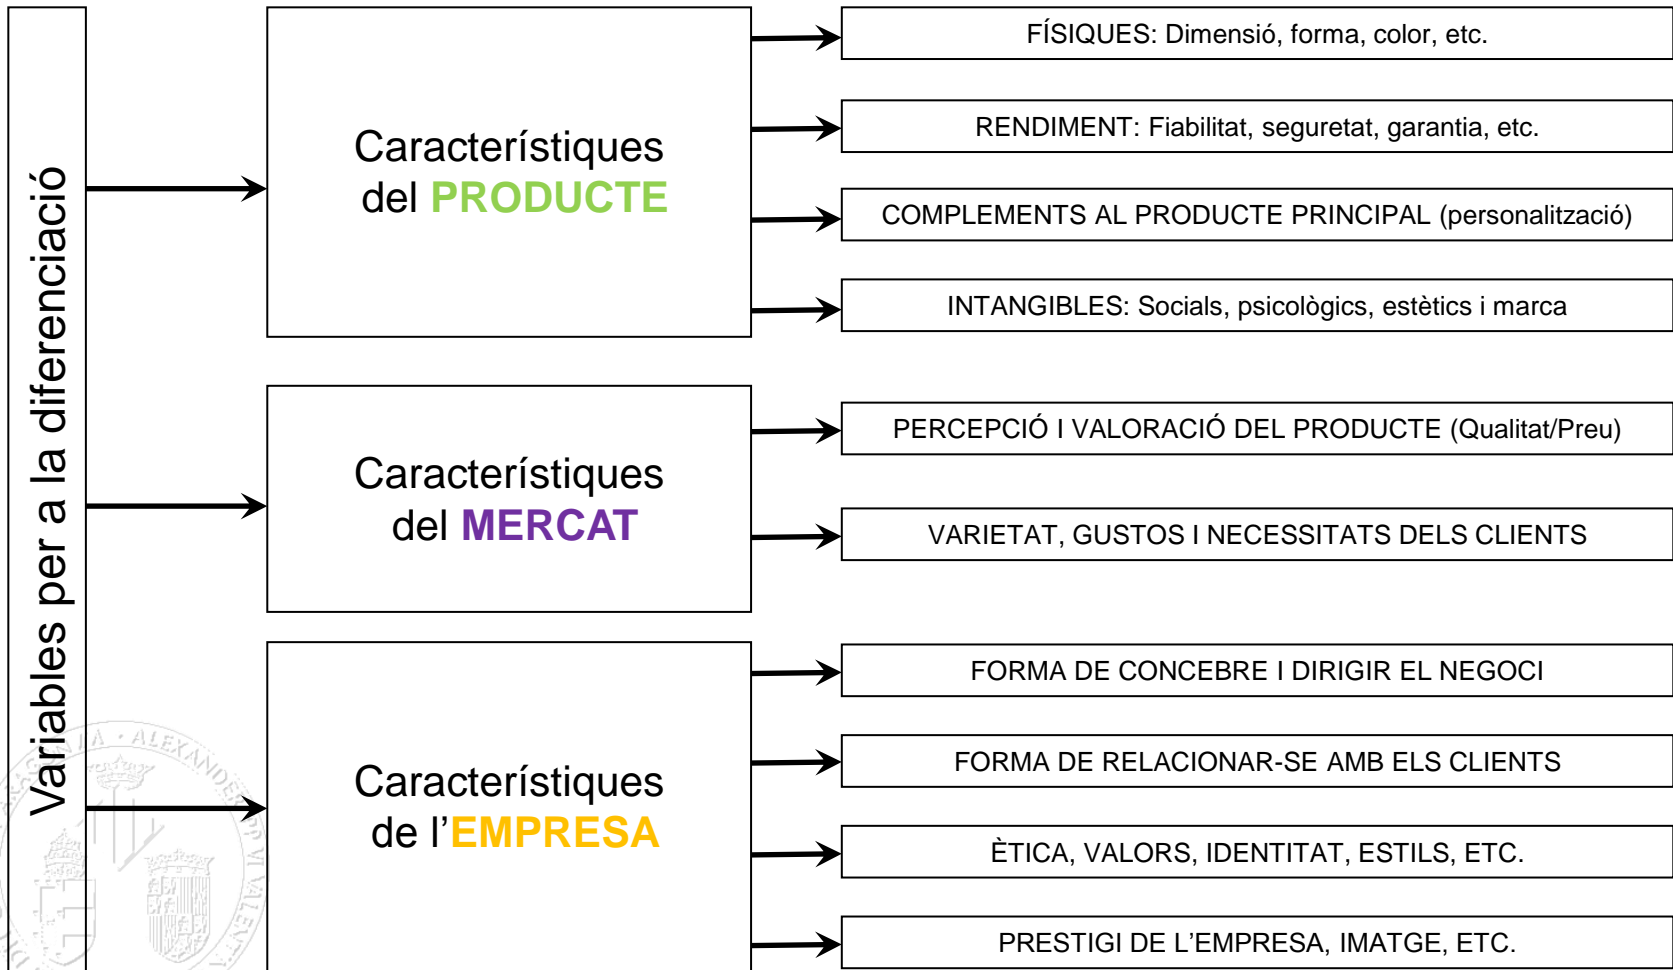 Variables per a la diferenciació
Característiques
del PRODUCTE
FÍSIQUES: Dimensió, forma, color, etc.
RENDIMENT: Fiabilitat, seguretat, garantia, etc.
COMPLEMENTS AL PRODUCTE PRINCIPAL (personalització)
INTANGIBLES: Socials, psicològics, estètics i marca
Característiques
del MERCAT
PERCEPCIÓ I VALORACIÓ DEL PRODUCTE (Qualitat/Preu)
VARIETAT, GUSTOS I NECESSITATS DELS CLIENTS
Característiques
de l’EMPRESA
FORMA DE CONCEBRE I DIRIGIR EL NEGOCI
FORMA DE RELACIONAR-SE AMB ELS CLIENTS
ÈTICA, VALORS, IDENTITAT, ESTILS, ETC.
PRESTIGI DE L’EMPRESA, IMATGE, ETC.